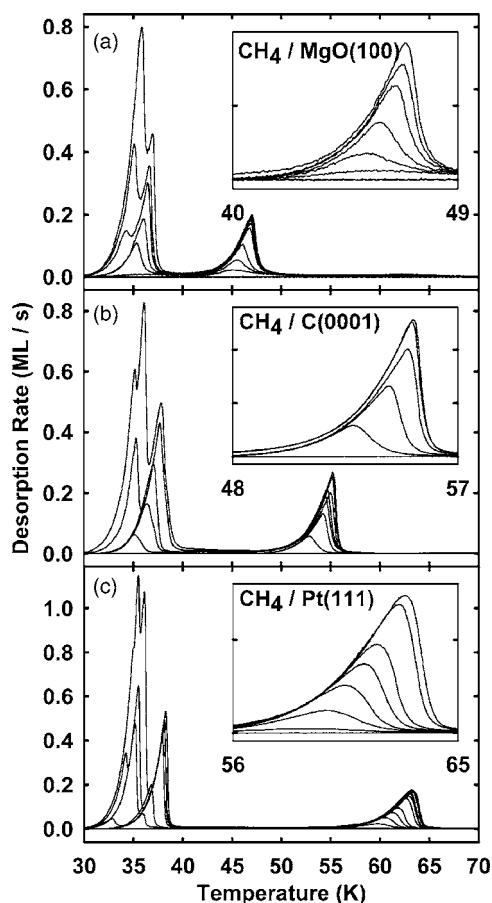 (a)
CH4 / MgO(100)
0.8
0.6
0.4
0.2
0.0
40
49
(b)
CH4 / C(0001)
0.8
0.6
0.4
0.2
0.0
48
57
Desorption Rate (ML / s)
(c)
CH4 / Pt(111)
1.0
0.8
0.6
0.4
0.2
0.0
56
65
30 35 40 45 50 55 60 65 70
Temperature (K)